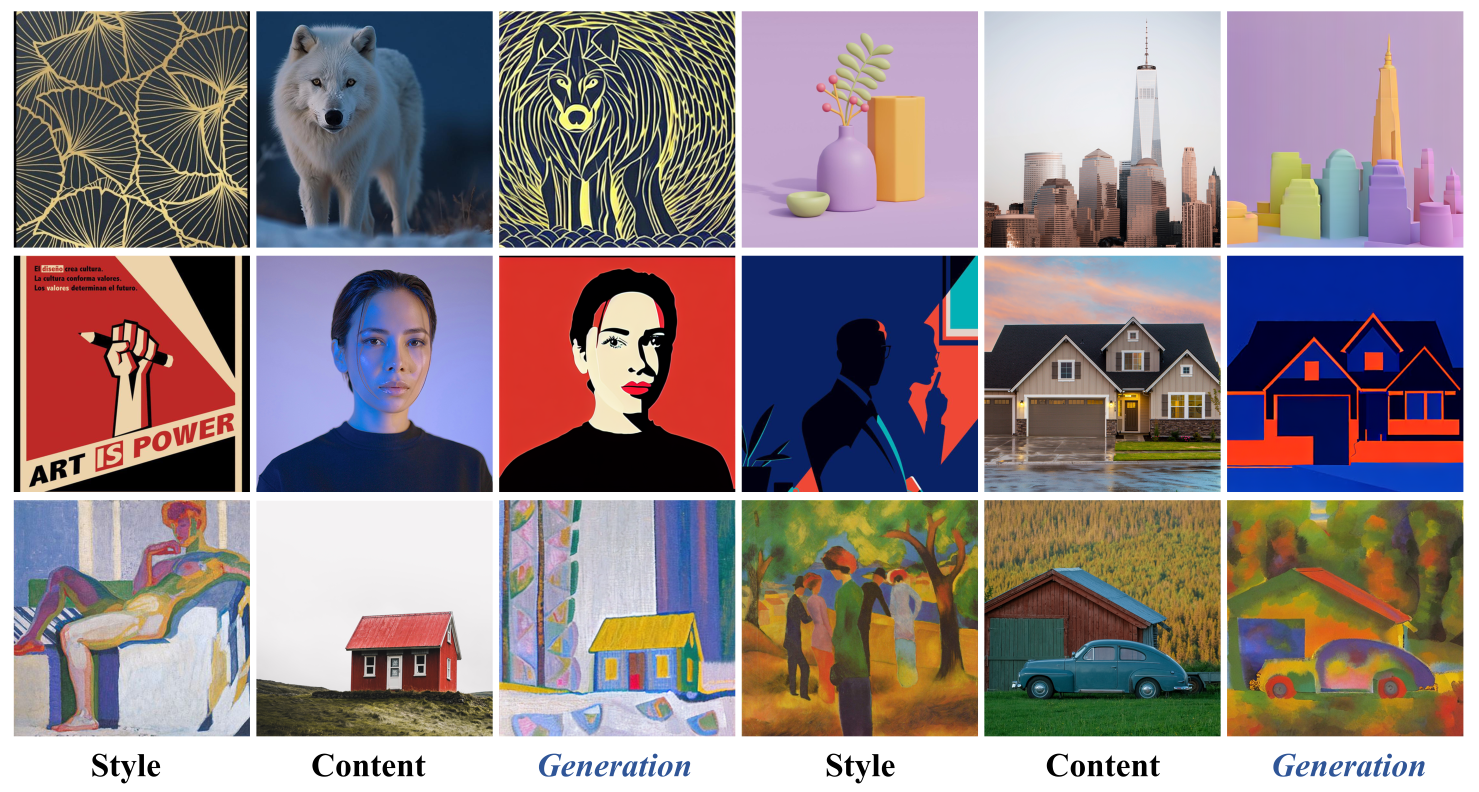 El diseño crea cultura.
La cultura conforma valores.
Los valores determinan el futuro.
ART IS POWER
Style Content Generation Style Content Generation